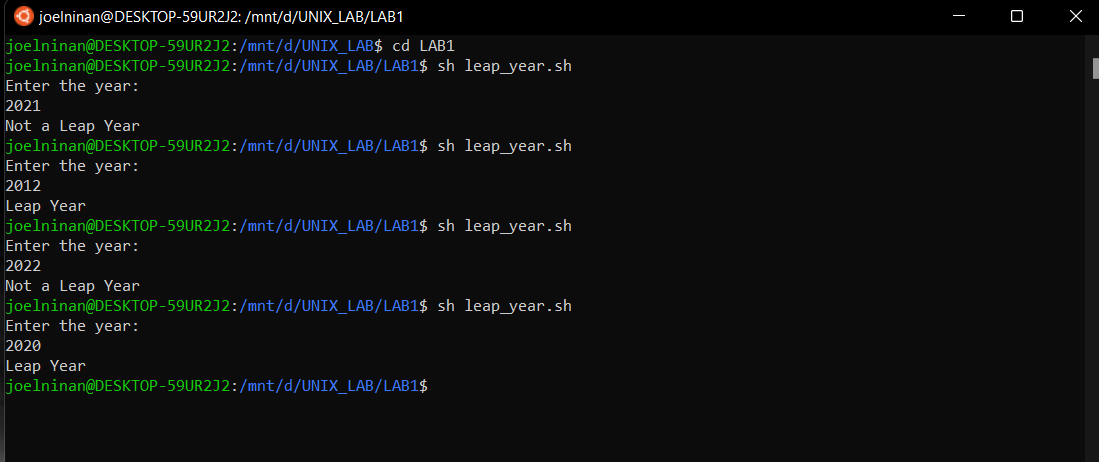 joelninan@DESKTOP-59UR2J2: /mnt/d/UNIX_LAB/LAB1
joelninan@DESKTOP-59UR2J2:/mnt/d/UNIX_LAB$ cd LAB1
joelninan@DESKTOP-59UR2J2:/mnt/d/UNIX_LAB/LAB1$ sh leap_year.sh
Enter the year:
2021
Not a Leap Year
joelninan@DESKTOP-59UR2J2:/mnt/d/UNIX_LAB/LAB1$ sh leap_year.sh
Enter the year:
2012
Leap Year
joelninan@DESKTOP-59UR2J2:/mnt/d/UNIX_LAB/LAB1$ sh leap_year.sh
Enter the year:
2022
Not a Leap Year
joelninan@DESKTOP-59UR2J2:/mnt/d/UNIX_LAB/LAB1$ sh leap_year.sh
Enter the year:
2020
Leap Year
joelninan@DESKTOP-59UR2J2:/mnt/d/UNIX_LAB/LAB1$